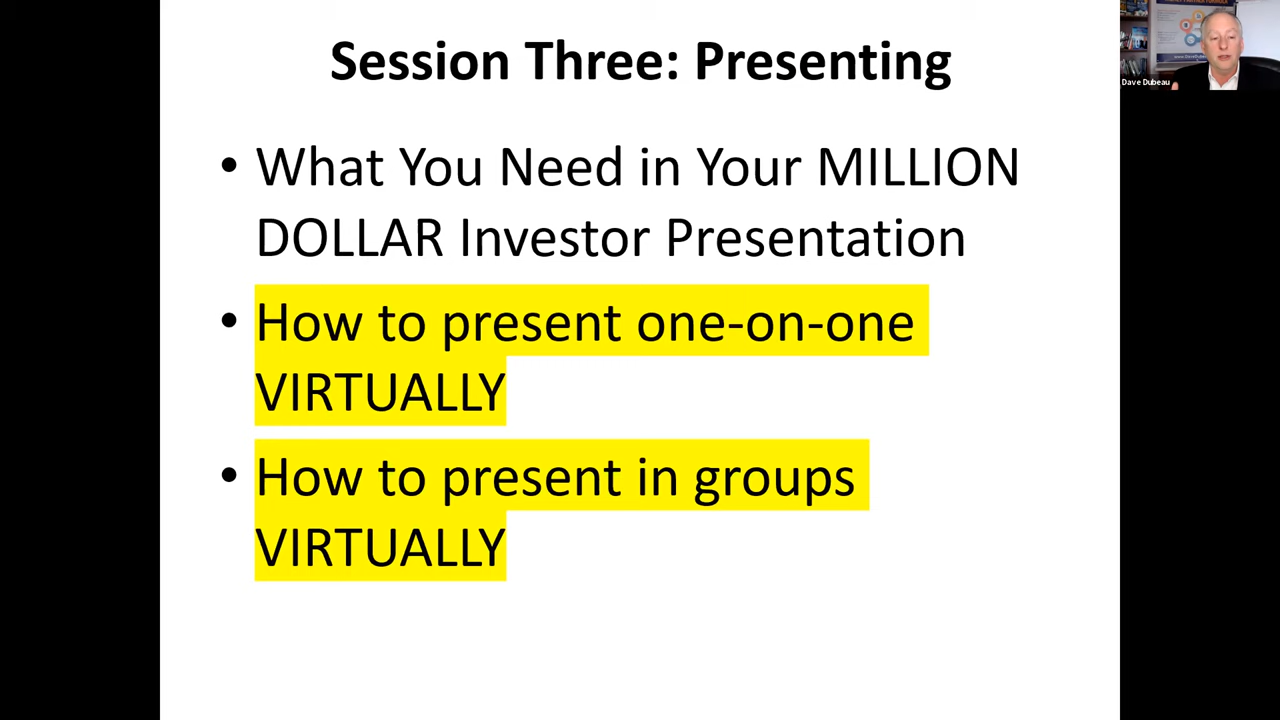 Session Three: Presenting
• What You Need in Your MILLION
DOLLAR Investor Presentation
• How to present one-on-one
VIRTUALLY
• How to present in groups
VIRTUALLY
Dave Dubeau